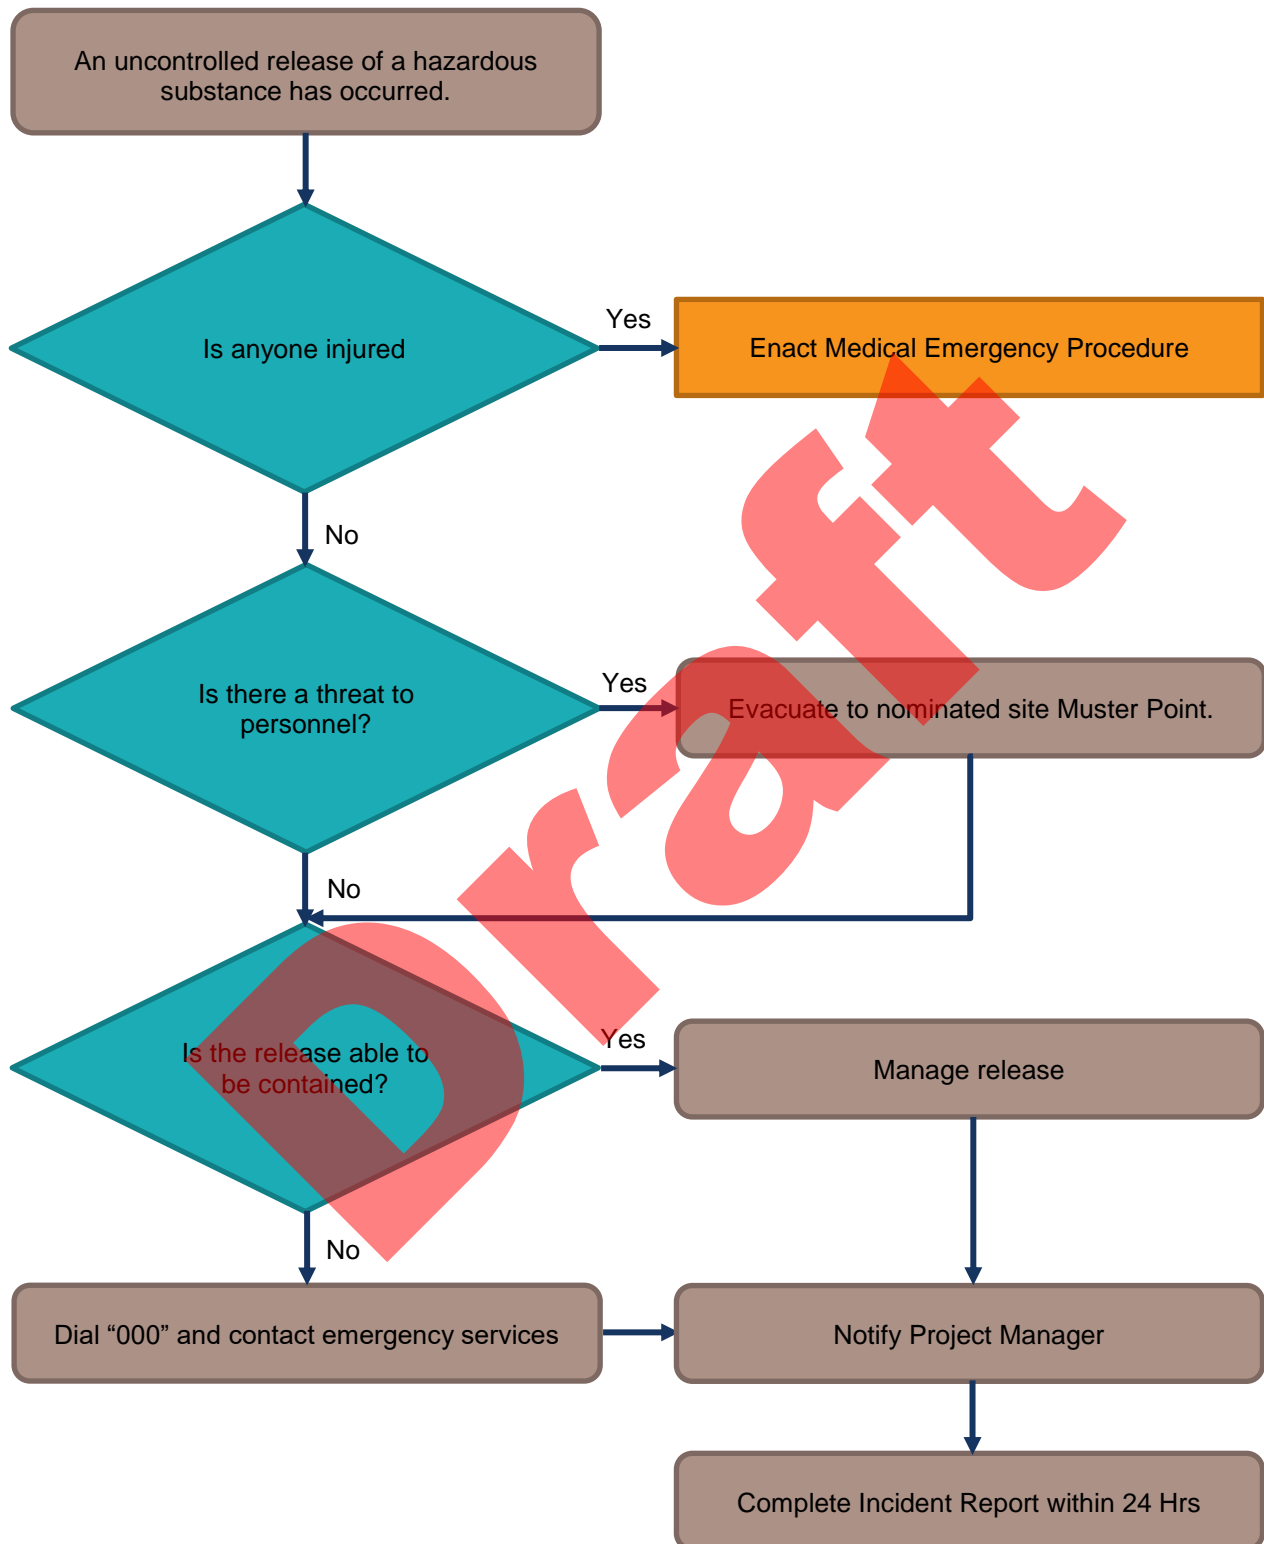 An uncontrolled release of a hazardous
substance has occurred.
Is anyone injured
Yes
Enact Medical Emergency Procedure
No
Is there a threat to
personnel?
Yes
Evacuate to nominated site Muster Point.
No
Is the release able to
be contained?
Yes
Manage release
No
Dial “000” and contact emergency services
Notify Project Manager
Complete Incident Report within 24 Hrs
Draft